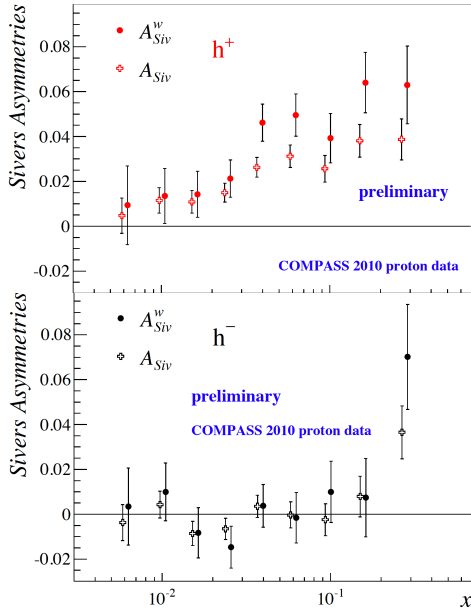 Sivers Asymmetries
0.08
0.06
0.04
0.02
0
-0.02
A^w_Siv
A_Siv
h⁺
preliminary
COMPASS 2010 proton data
Sivers Asymmetries
0.08
0.06
0.04
0.02
0
-0.02
A^w_Siv
A_Siv
h⁻
preliminary
COMPASS 2010 proton data
10⁻²
10⁻¹
x